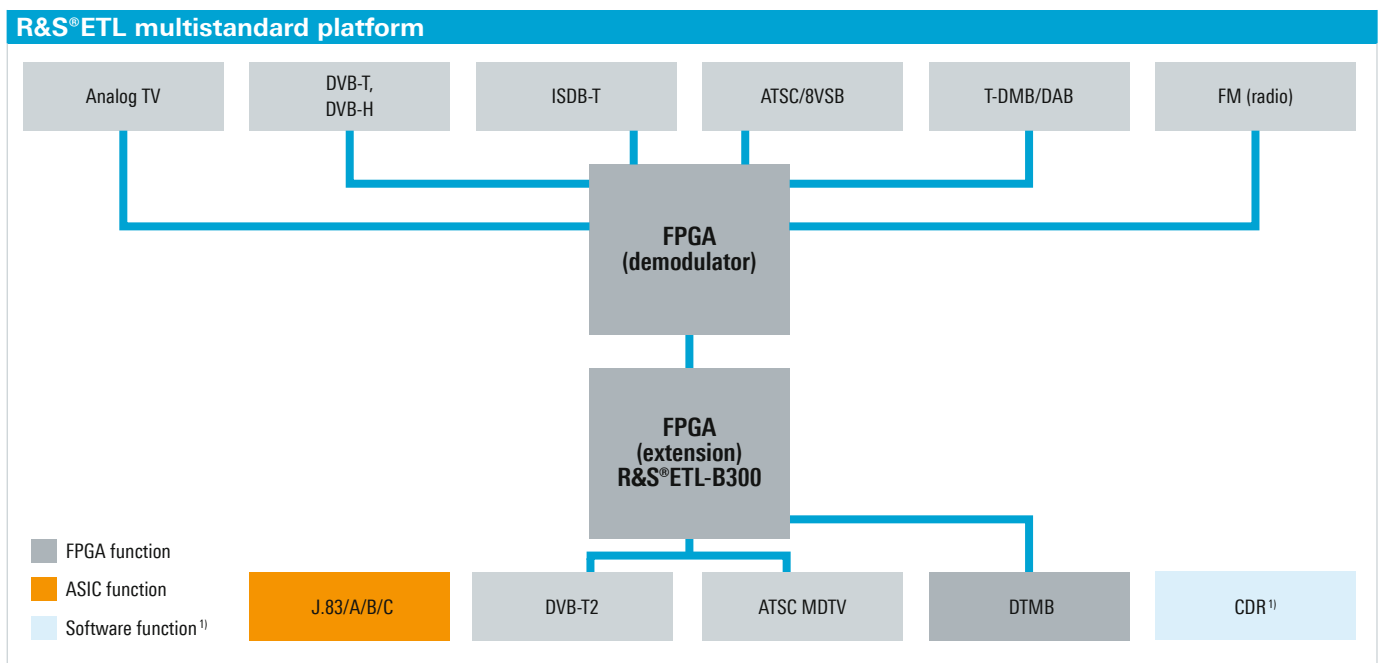 R&S®ETL multistandard platform
Analog TV
DVB-T,
DVB-H
ISDB-T
ATSC/8VSB
T-DMB/DAB
FM (radio)
FPGA
(demodulator)
FPGA
(extension)
R&S®ETL-B300
FPGA function
ASIC function
Software function 1)
J.83/A/B/C
DVB-T2
ATSC MDTV
DTMB
CDR 1)